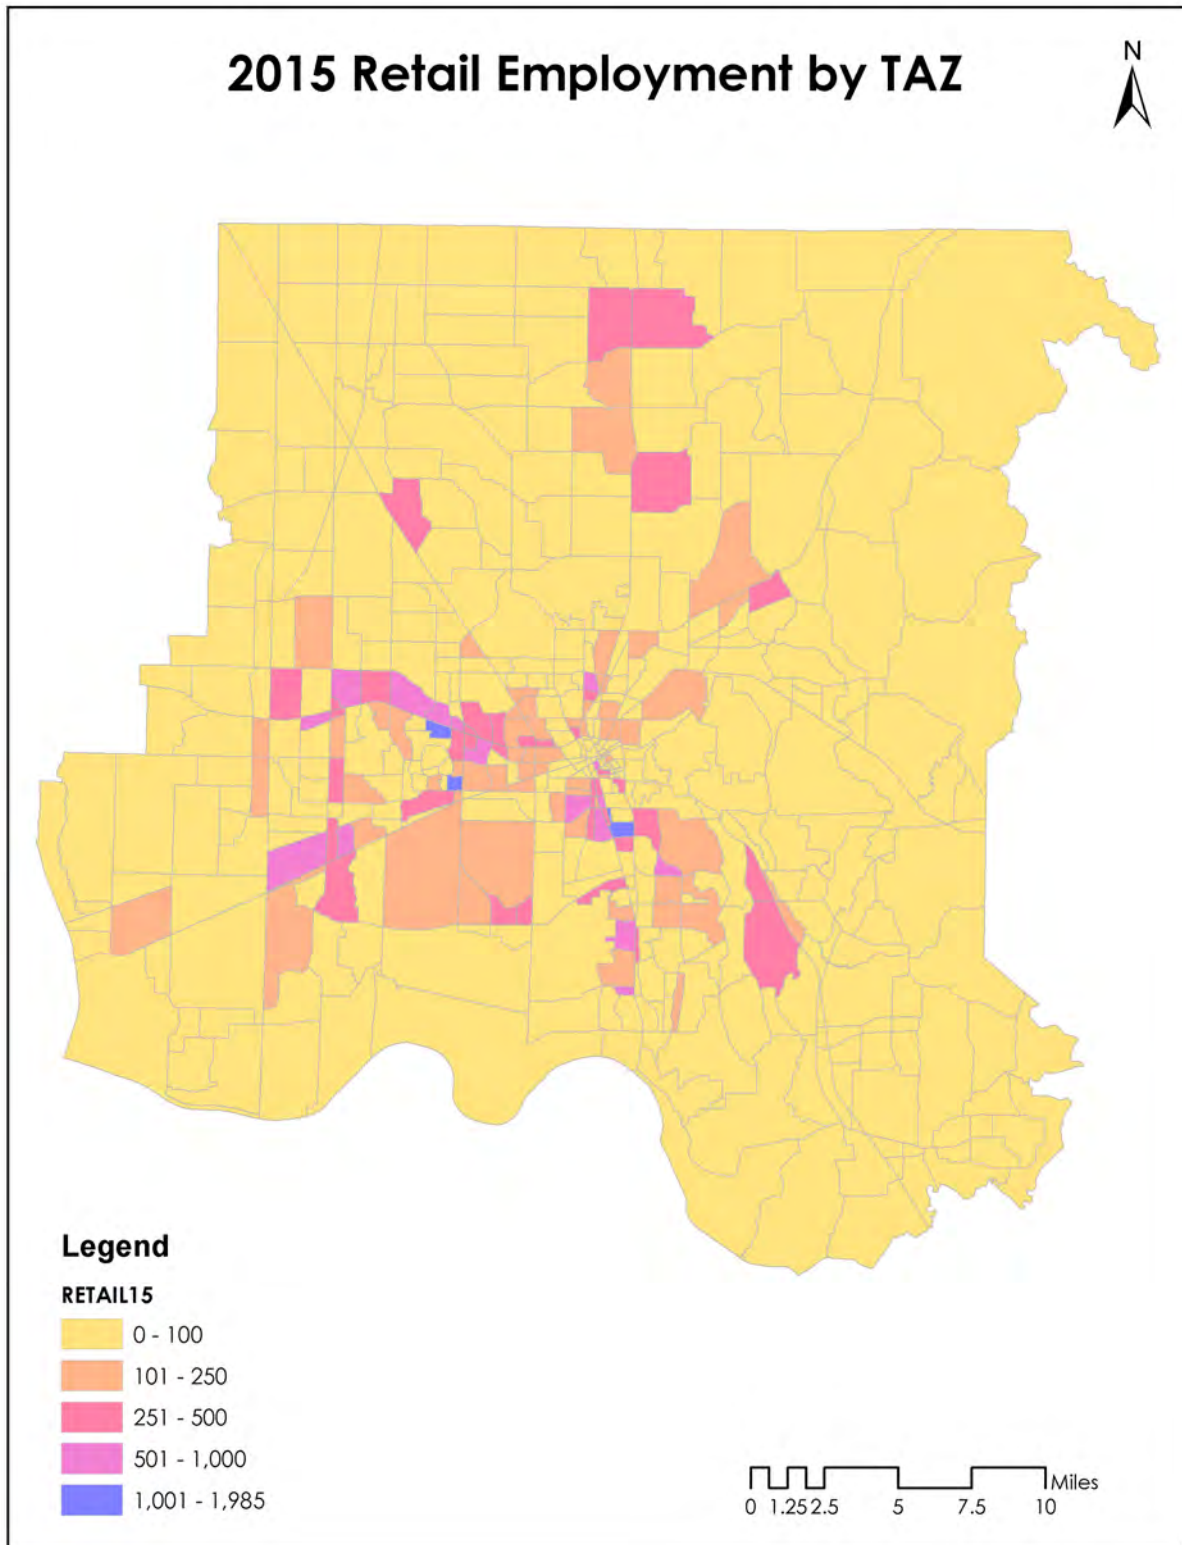 2015 Retail Employment by TAZ
N
Legend
RETAIL15
0 - 100
101 - 250
251 - 500
501 - 1,000
1,001 - 1,985
Miles
0 1.25 2.5 5 7.5 10